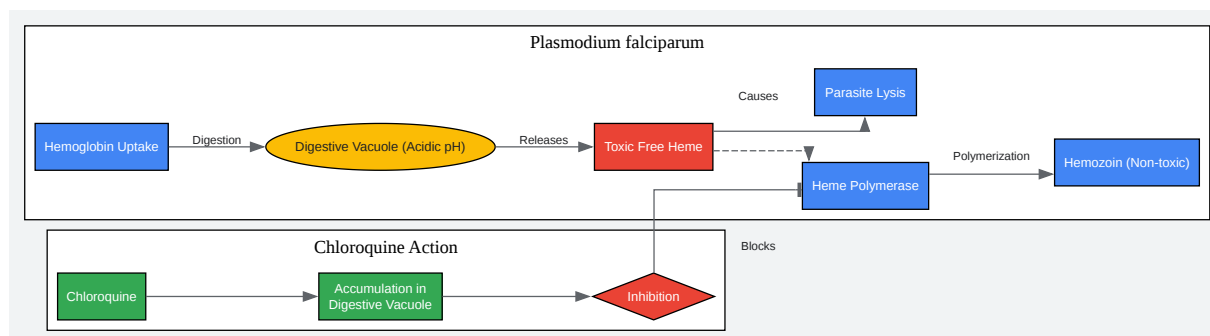 Plasmodium falciparum
Causes
Parasite Lysis
Hemoglobin Uptake
Digestion
Digestive Vacuole (Acidic pH)
Releases
Toxic Free Heme
Polymerization
Hemozoin (Non-toxic)
Heme Polymerase
Chloroquine Action
Blocks
Chloroquine
Accumulation in
Digestive Vacuole
Inhibition